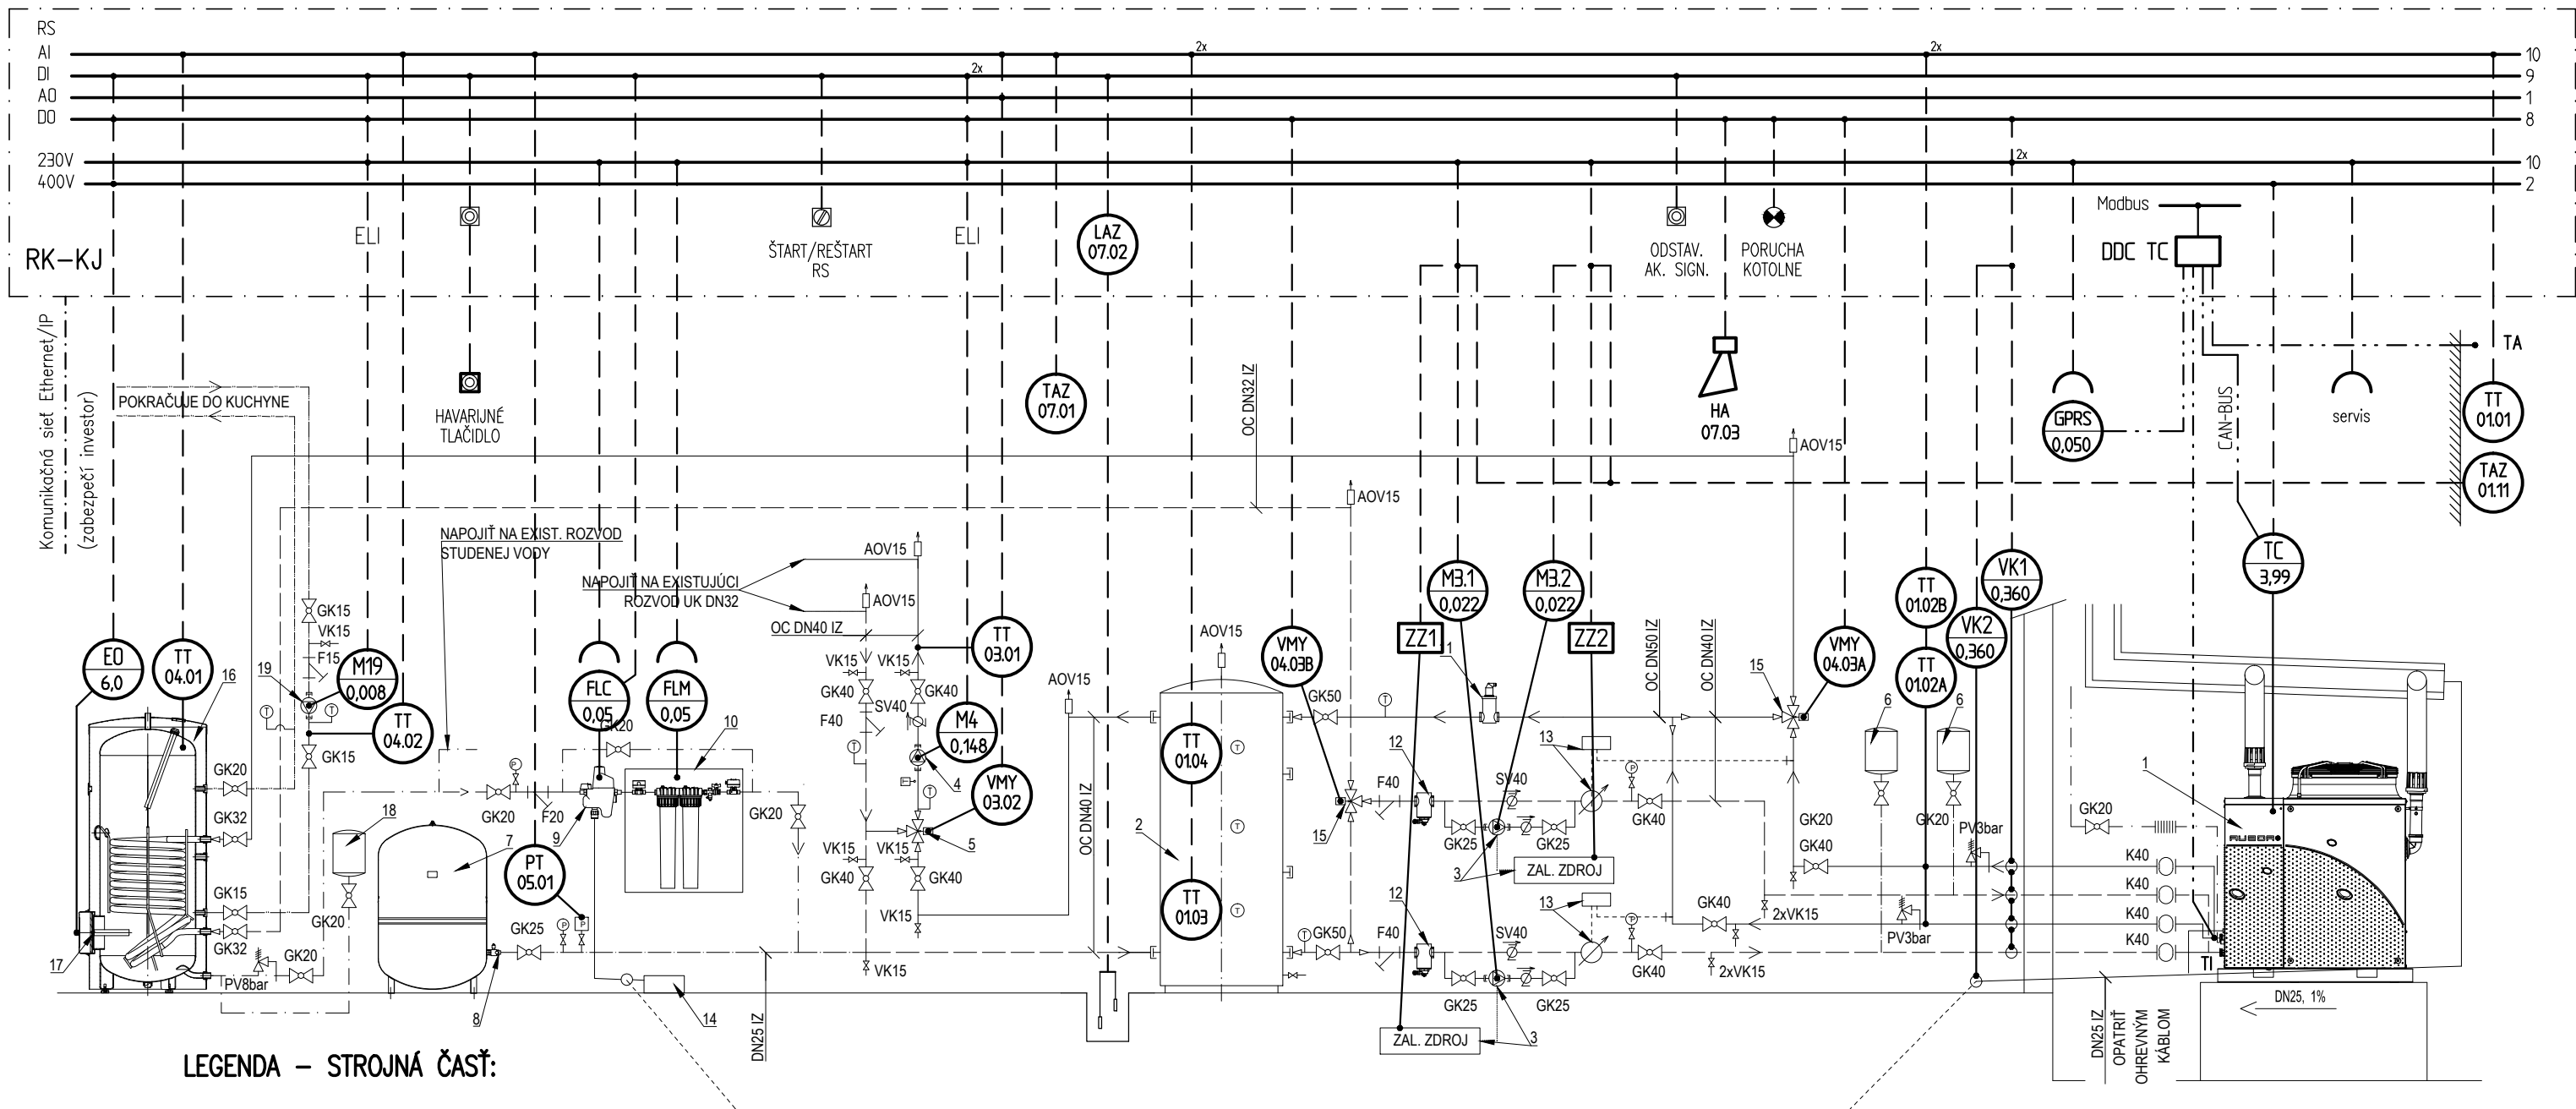 RS
AI
DI
AO
DO
230V
400V
2x
2x
2x
2x
10
9
1
8
10
2
RK-KJ
ELI
ŠTART/REŠTART
RS
ELI
LAZ
07.02
ODSTAV.
AK. SIGN.
PORUCHA
KOTOLNE
Modbus
DDC TC
Komunikačná sieť Ethernet/IP
(zabezpečí investor)
POKRAČUJE DO KUCHYNE
HAVARIJNÉ
TLAČIDLO
TAZ
07.01
OC DN32 IZ
HA
07.03
AOV15
GPRS
0,050
CAN-BUS
servis
TA
TT
01.01
TAZ
01.11
AOV15
NAPOJIŤ NA EXIST. ROZVOD
STUDENEJ VODY
NAPOJIŤ NA EXISTUJÚCI
ROZVOD UK DN32
AOV15
AOV15
OC DN40 IZ
GK15
VK15
F15
EO
6,0
TT
04.01
16
19
M19
0,008
TT
04.02
T
T
GK15
FLC
0,05
FLM
0,05
GK20
10
VK15
VK15
GK40
GK40
F40
SV40
T
TT
03.01
M4
0,148
4
VMY
03.02
T
5
VK15
VK15
GK40
GK40
VK15
VK15
AOV15
AOV15
OC DN40 IZ
TT
01.04
TT
01.03
T
T
T
2
VMY
04.03B
M3.1
0,022
M3.2
0,022
ZZ1
ZZ2
1
GK50
T
OC DN50 IZ
OC DN40 IZ
15
VMY
04.03A
TT
01.02B
TT
01.02A
VK1
0,360
VK2
0,360
TC
3,99
6
6
GK20
GK20
GK20
GK32
GK15
GK32
17
PV8bar
GK20
18
GK20
7
P
GK20
F20
9
PT
05.01
GK25
P
8
14
GK20
DN25 IZ
15
F40
12
SV40
13
P
GK25
GK25
GK40
3
ZAL. ZDROJ
GK50
T
F40
12
SV40
13
P
GK25
GK25
GK40
3
ZAL. ZDROJ
GK40
GK40
2xVK15
2xVK15
PV3bar
PV3bar
GK20
1
K40
K40
K40
K40
TI
DN25, 1%
DN25 IZ
OPATRIŤ
OHREVNÝM
KÁBLOM
LEGENDA – STROJNÁ ČASŤ: